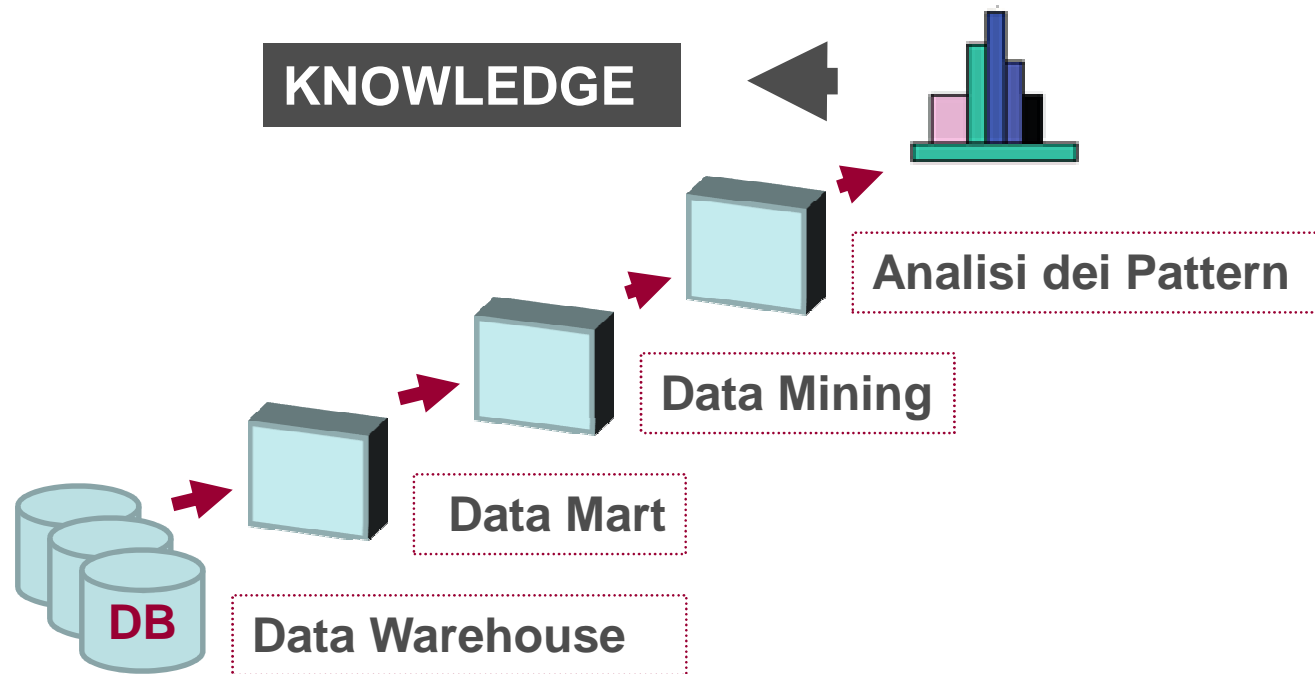 KNOWLEDGE
Analisi dei Pattern
Data Mining
Data Mart
DB
Data Warehouse